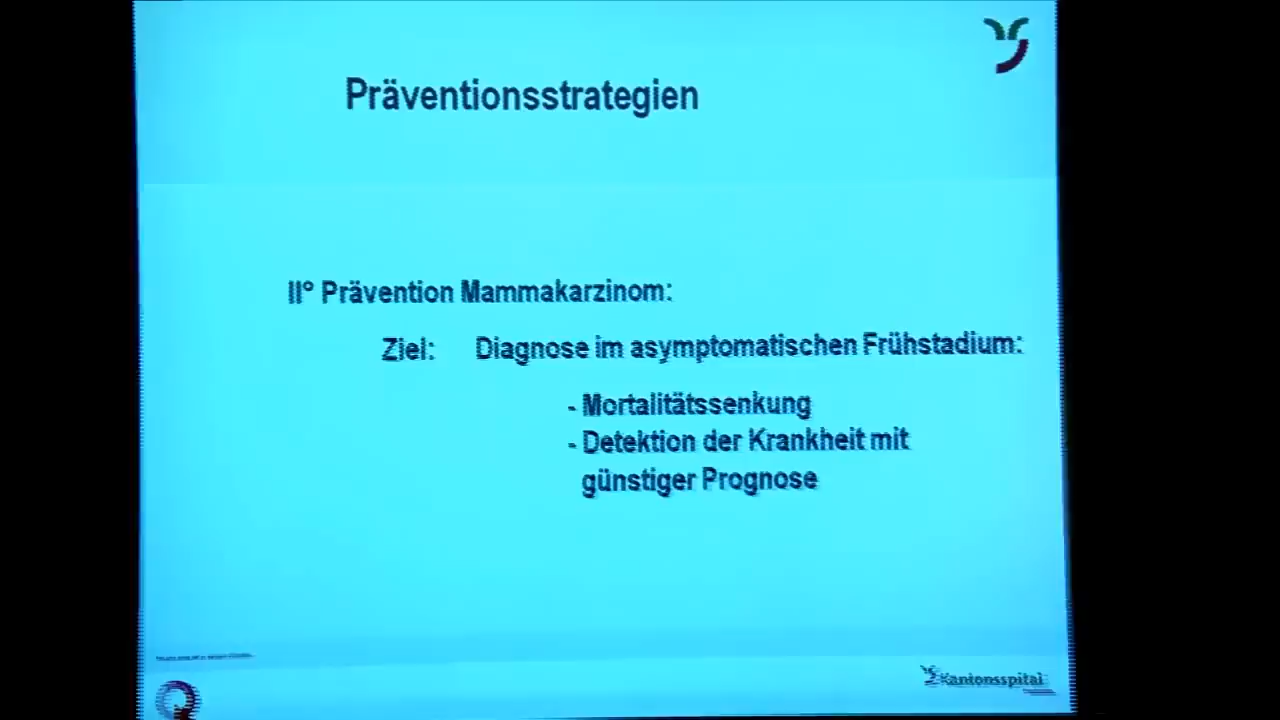 Präventionsstrategien
II° Prävention Mammakarzinom:
Ziel: Diagnose im asymptomatischen Frühstadium:
- Mortalitätssenkung
- Detektion der Krankheit mit
günstiger Prognose
Kantonsspital